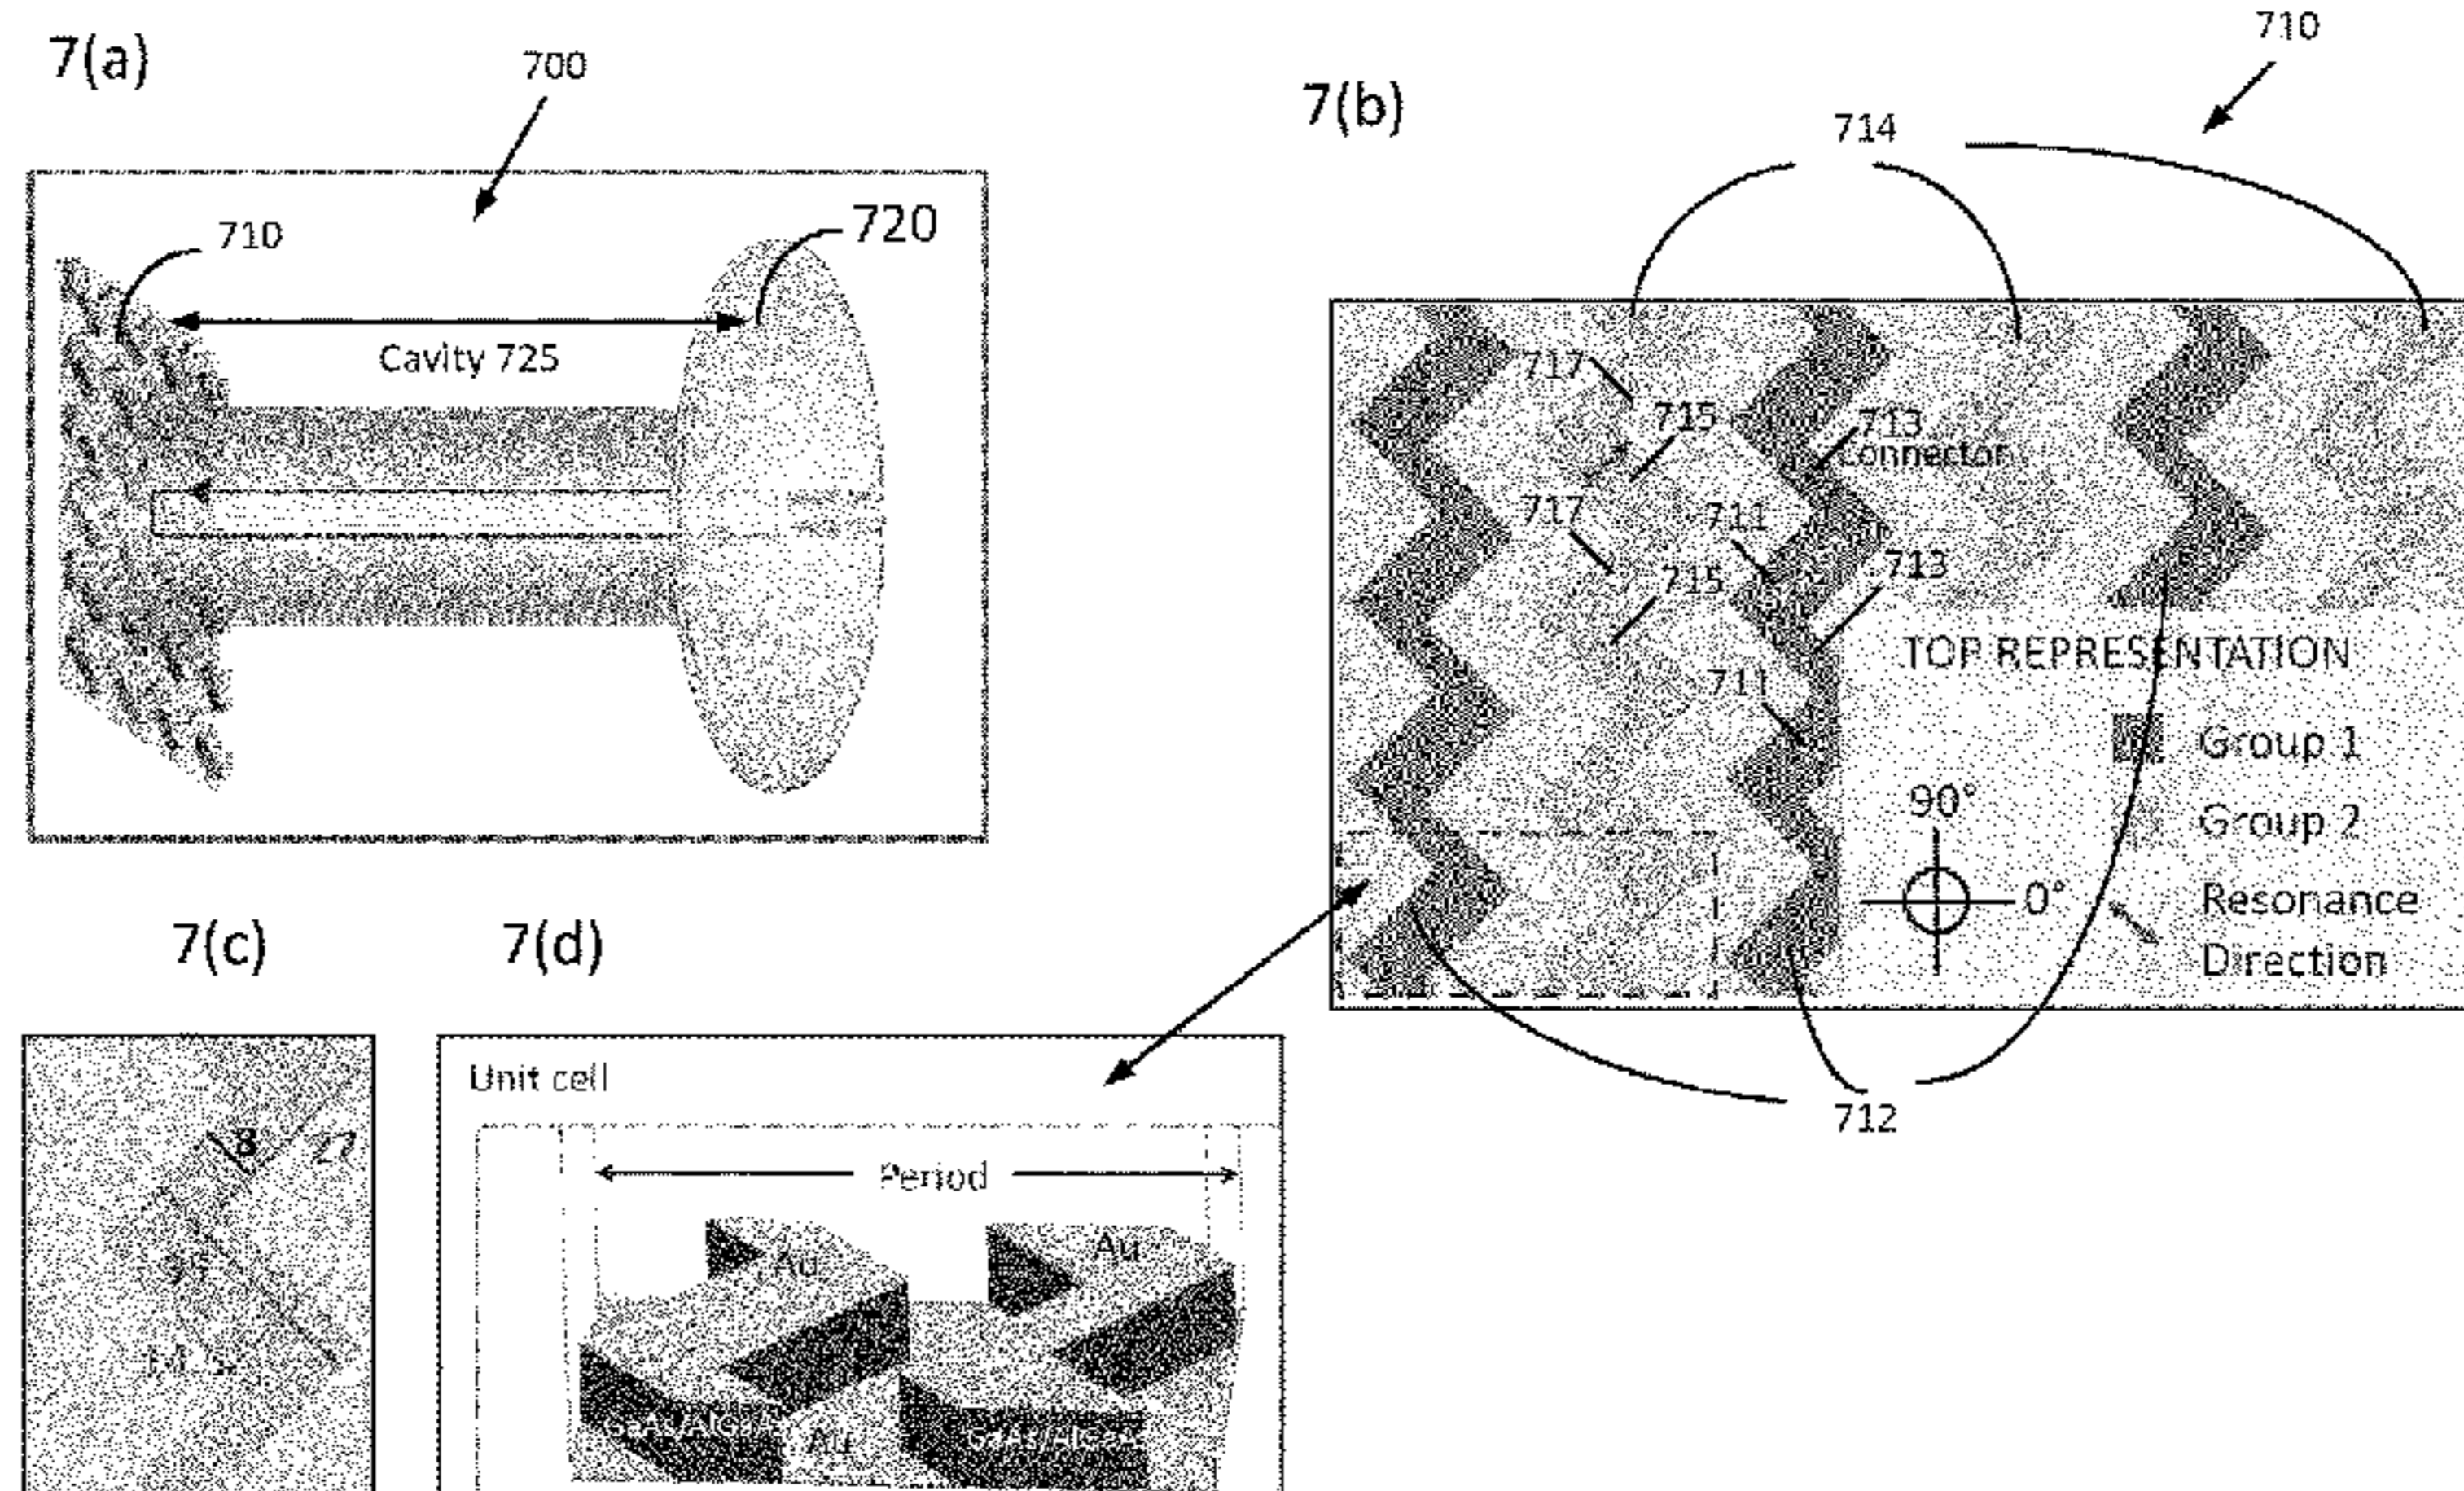 7(a)
700
710
720
Cavity 725
7(b)
710
714
717
715
713
Connector
717
711
715
713
711
TOP REPRESENTATION
Group 1
Group 2
90°
0°
Resonance
Direction
712
7(c)
8
27
7(d)
Unit cell
Period
Au
Au
Au